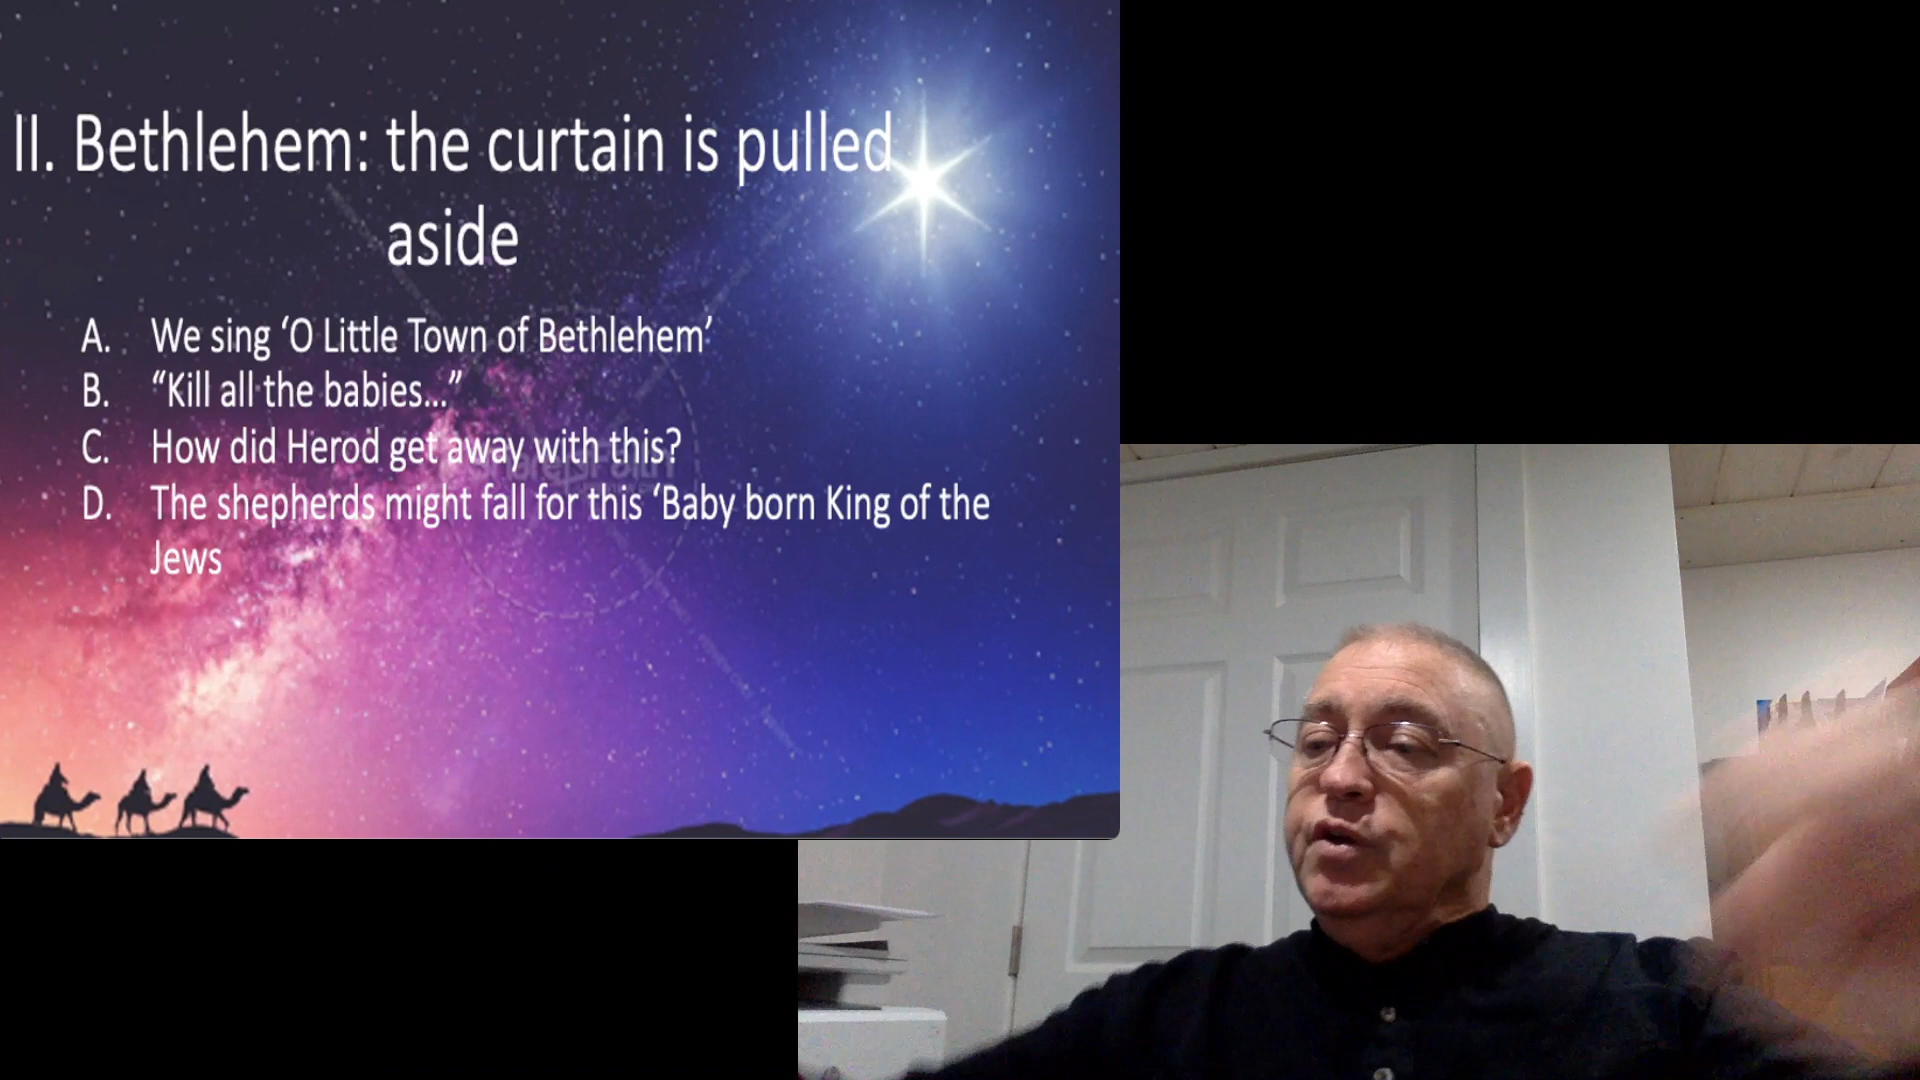 II. Bethlehem: the curtain is pulled
aside
A. We sing ‘O Little Town of Bethlehem’
B. “Kill all the babies…”
C. How did Herod get away with this?
D. The shepherds might fall for this ‘Baby born King of the
Jews